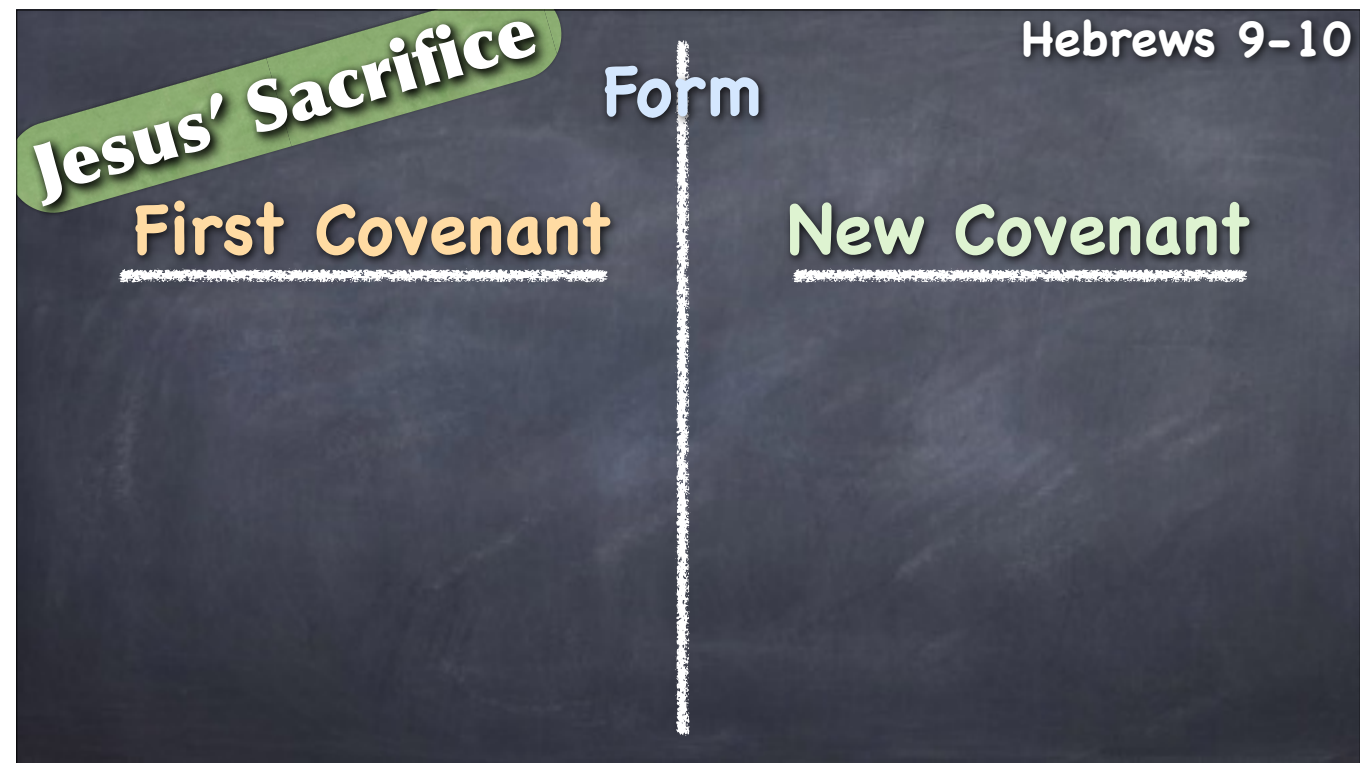 Jesus’ Sacrifice
Hebrews 9-10
Form
First Covenant
New Covenant